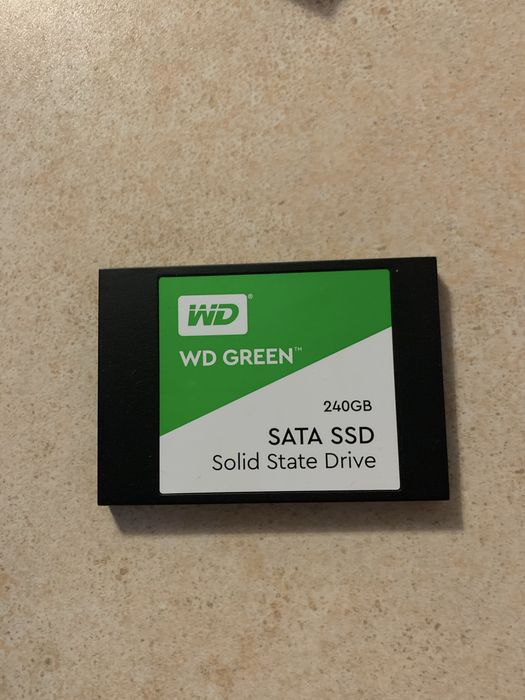 WD®
WD GREEN™
240GB
SATA SSD
Solid State Drive